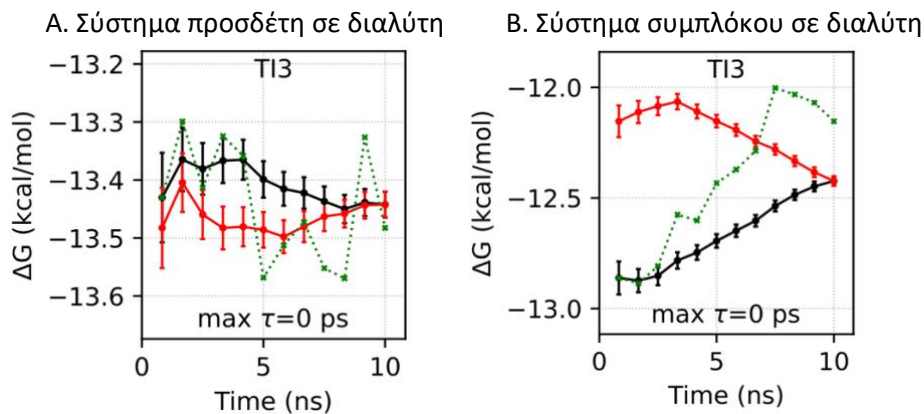 A. Σύστημα προσδέτη σε διαλύτη
B. Σύστημα συμπλόκου σε διαλύτη
TI3
−13.2
−13.3
−13.4
−13.5
−13.6
ΔG (kcal/mol)
max τ=0 ps
0
5
10
Time (ns)
TI3
−12.0
−12.5
−13.0
ΔG (kcal/mol)
max τ=0 ps
0
5
10
Time (ns)